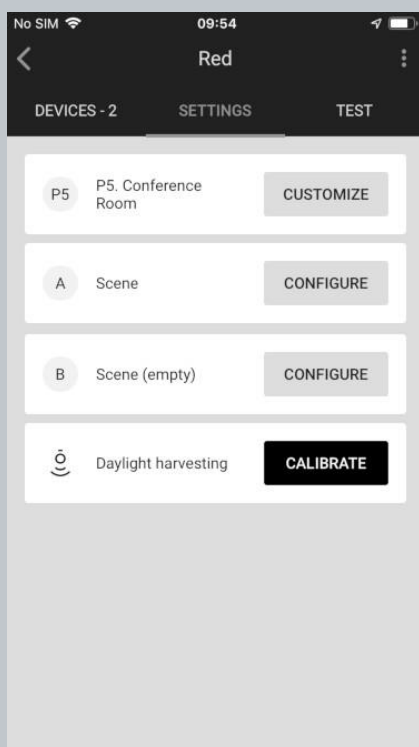 No SIM 09:54
Red
DEVICES - 2 SETTINGS TEST
P5 P5. Conference
Room
CUSTOMIZE
A Scene CONFIGURE
B Scene (empty) CONFIGURE
Daylight harvesting CALIBRATE